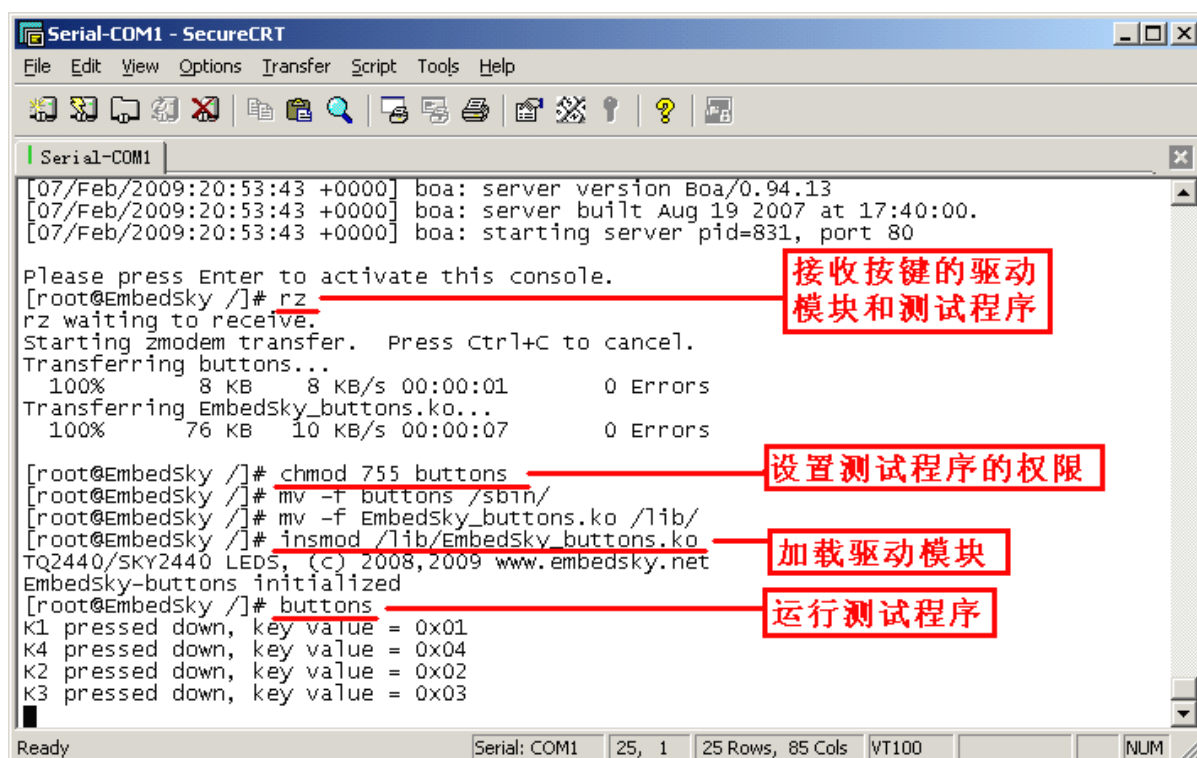 Serial-COM1 - SecureCRT
File Edit View Options Transfer Script Tools Help
Serial-COM1
[07/Feb/2009:20:53:43 +0000] boa: server version Boa/0.94.13
[07/Feb/2009:20:53:43 +0000] boa: server built Aug 19 2007 at 17:40:00.
[07/Feb/2009:20:53:43 +0000] boa: starting server pid=831, port 80
Please press Enter to activate this console.
接收按键的驱动
模块和测试程序
[root@EmbedSky /]# rz
rz waiting to receive.
Starting zmodem transfer.  Press Ctrl+C to cancel.
Transferring buttons...
100% 8 KB 8 KB/s 00:00:01 0 Errors
Transferring EmbedSky_buttons.ko...
100% 76 KB 10 KB/s 00:00:07 0 Errors
[root@EmbedSky /]# chmod 755 buttons
设置测试程序的权限
[root@EmbedSky /]# mv -f buttons /sbin/
[root@EmbedSky /]# mv -f EmbedSky_buttons.ko /lib/
[root@EmbedSky /]# insmod /lib/EmbedSky_buttons.ko
加载驱动模块
TQ2440/SKY2440 LEDS, (c) 2008,2009 www.embedsky.net
EmbedSky-buttons initialized
[root@EmbedSky /]# buttons
运行测试程序
K1 pressed down, key value = 0x01
K4 pressed down, key value = 0x04
K2 pressed down, key value = 0x02
K3 pressed down, key value = 0x03
Ready Serial: COM1 25, 1 25 Rows, 85 Cols VT100 NUM